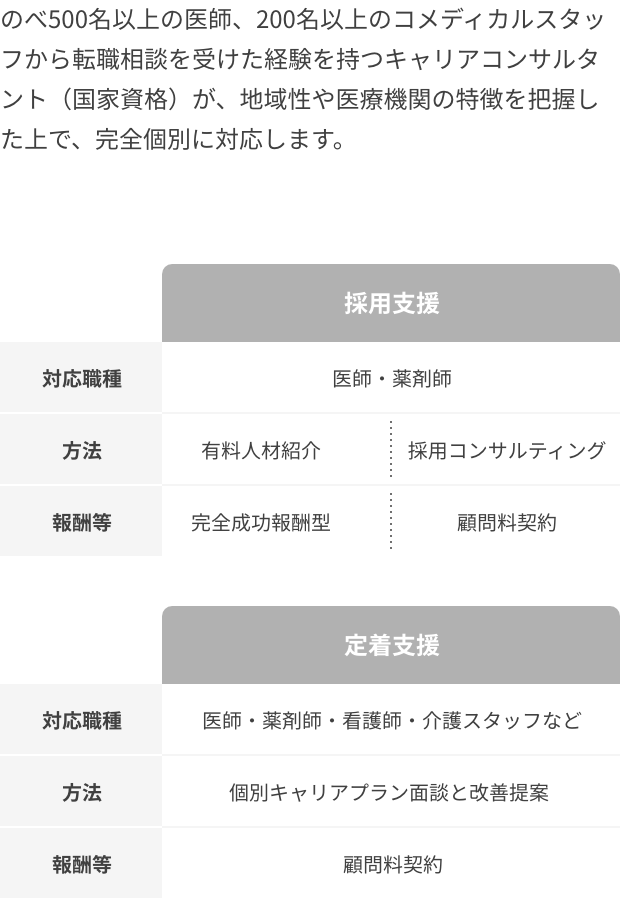 のべ500名以上の医師、200名以上のコメディカルスタッ
フから転職相談を受けた経験を持つキャリアコンサルタ
ント（国家資格）が、地域性や医療機関の特徴を把握し
た上で、完全個別に対応します。
採用支援
対応職種 医師・薬剤師
方法 有料人材紹介 採用コンサルティング
報酬等 完全成功報酬型 顧問料契約
定着支援
対応職種 医師・薬剤師・看護師・介護スタッフなど
方法 個別キャリアプラン面談と改善提案
報酬等 顧問料契約